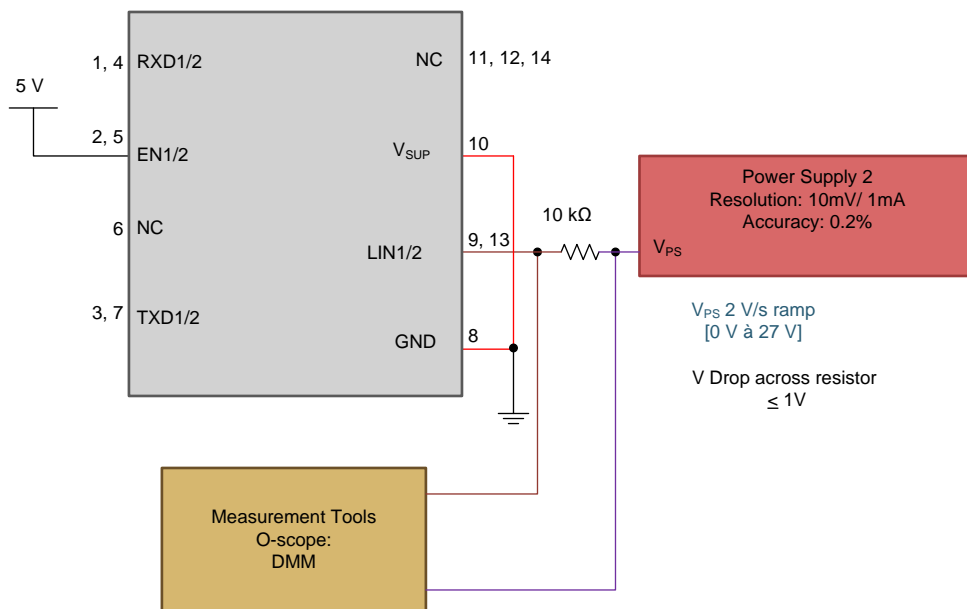 1, 4
RXD1/2
NC
11, 12, 14
5 V
2, 5
EN1/2
VSUP
10
6
NC
LIN1/2
9, 13
10 kΩ
3, 7
TXD1/2
GND
8
Power Supply 2
Resolution: 10mV/ 1mA
Accuracy: 0.2%
VPS
VPS 2 V/s ramp
[0 V à 27 V]
V Drop across resistor
≤ 1V
Measurement Tools
O-scope:
DMM